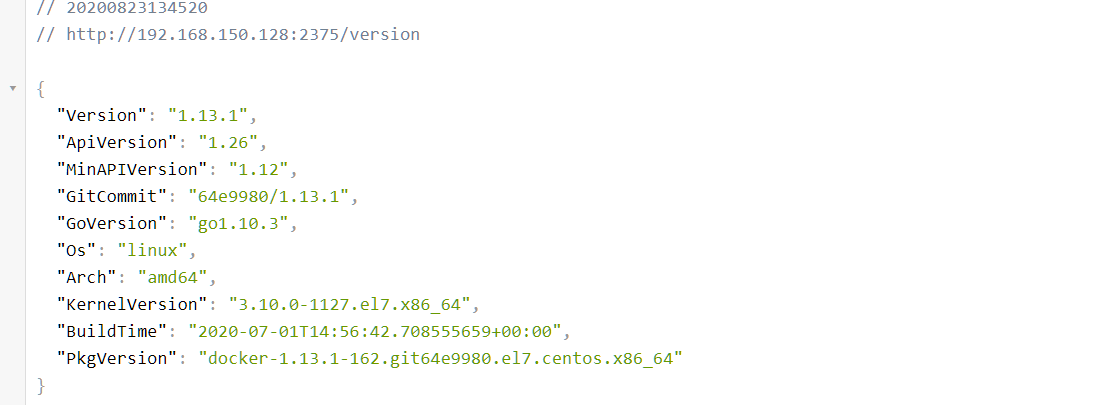 // 20200823134520
// http://192.168.150.128:2375/version
{
"Version": "1.13.1",
"ApiVersion": "1.26",
"MinAPIVersion": "1.12",
"GitCommit": "64e9980/1.13.1",
"GoVersion": "go1.10.3",
"Os": "linux",
"Arch": "amd64",
"KernelVersion": "3.10.0-1127.el7.x86_64",
"BuildTime": "2020-07-01T14:56:42.708555659+00:00",
"PkgVersion": "docker-1.13.1-162.git64e9980.el7.centos.x86_64"
}